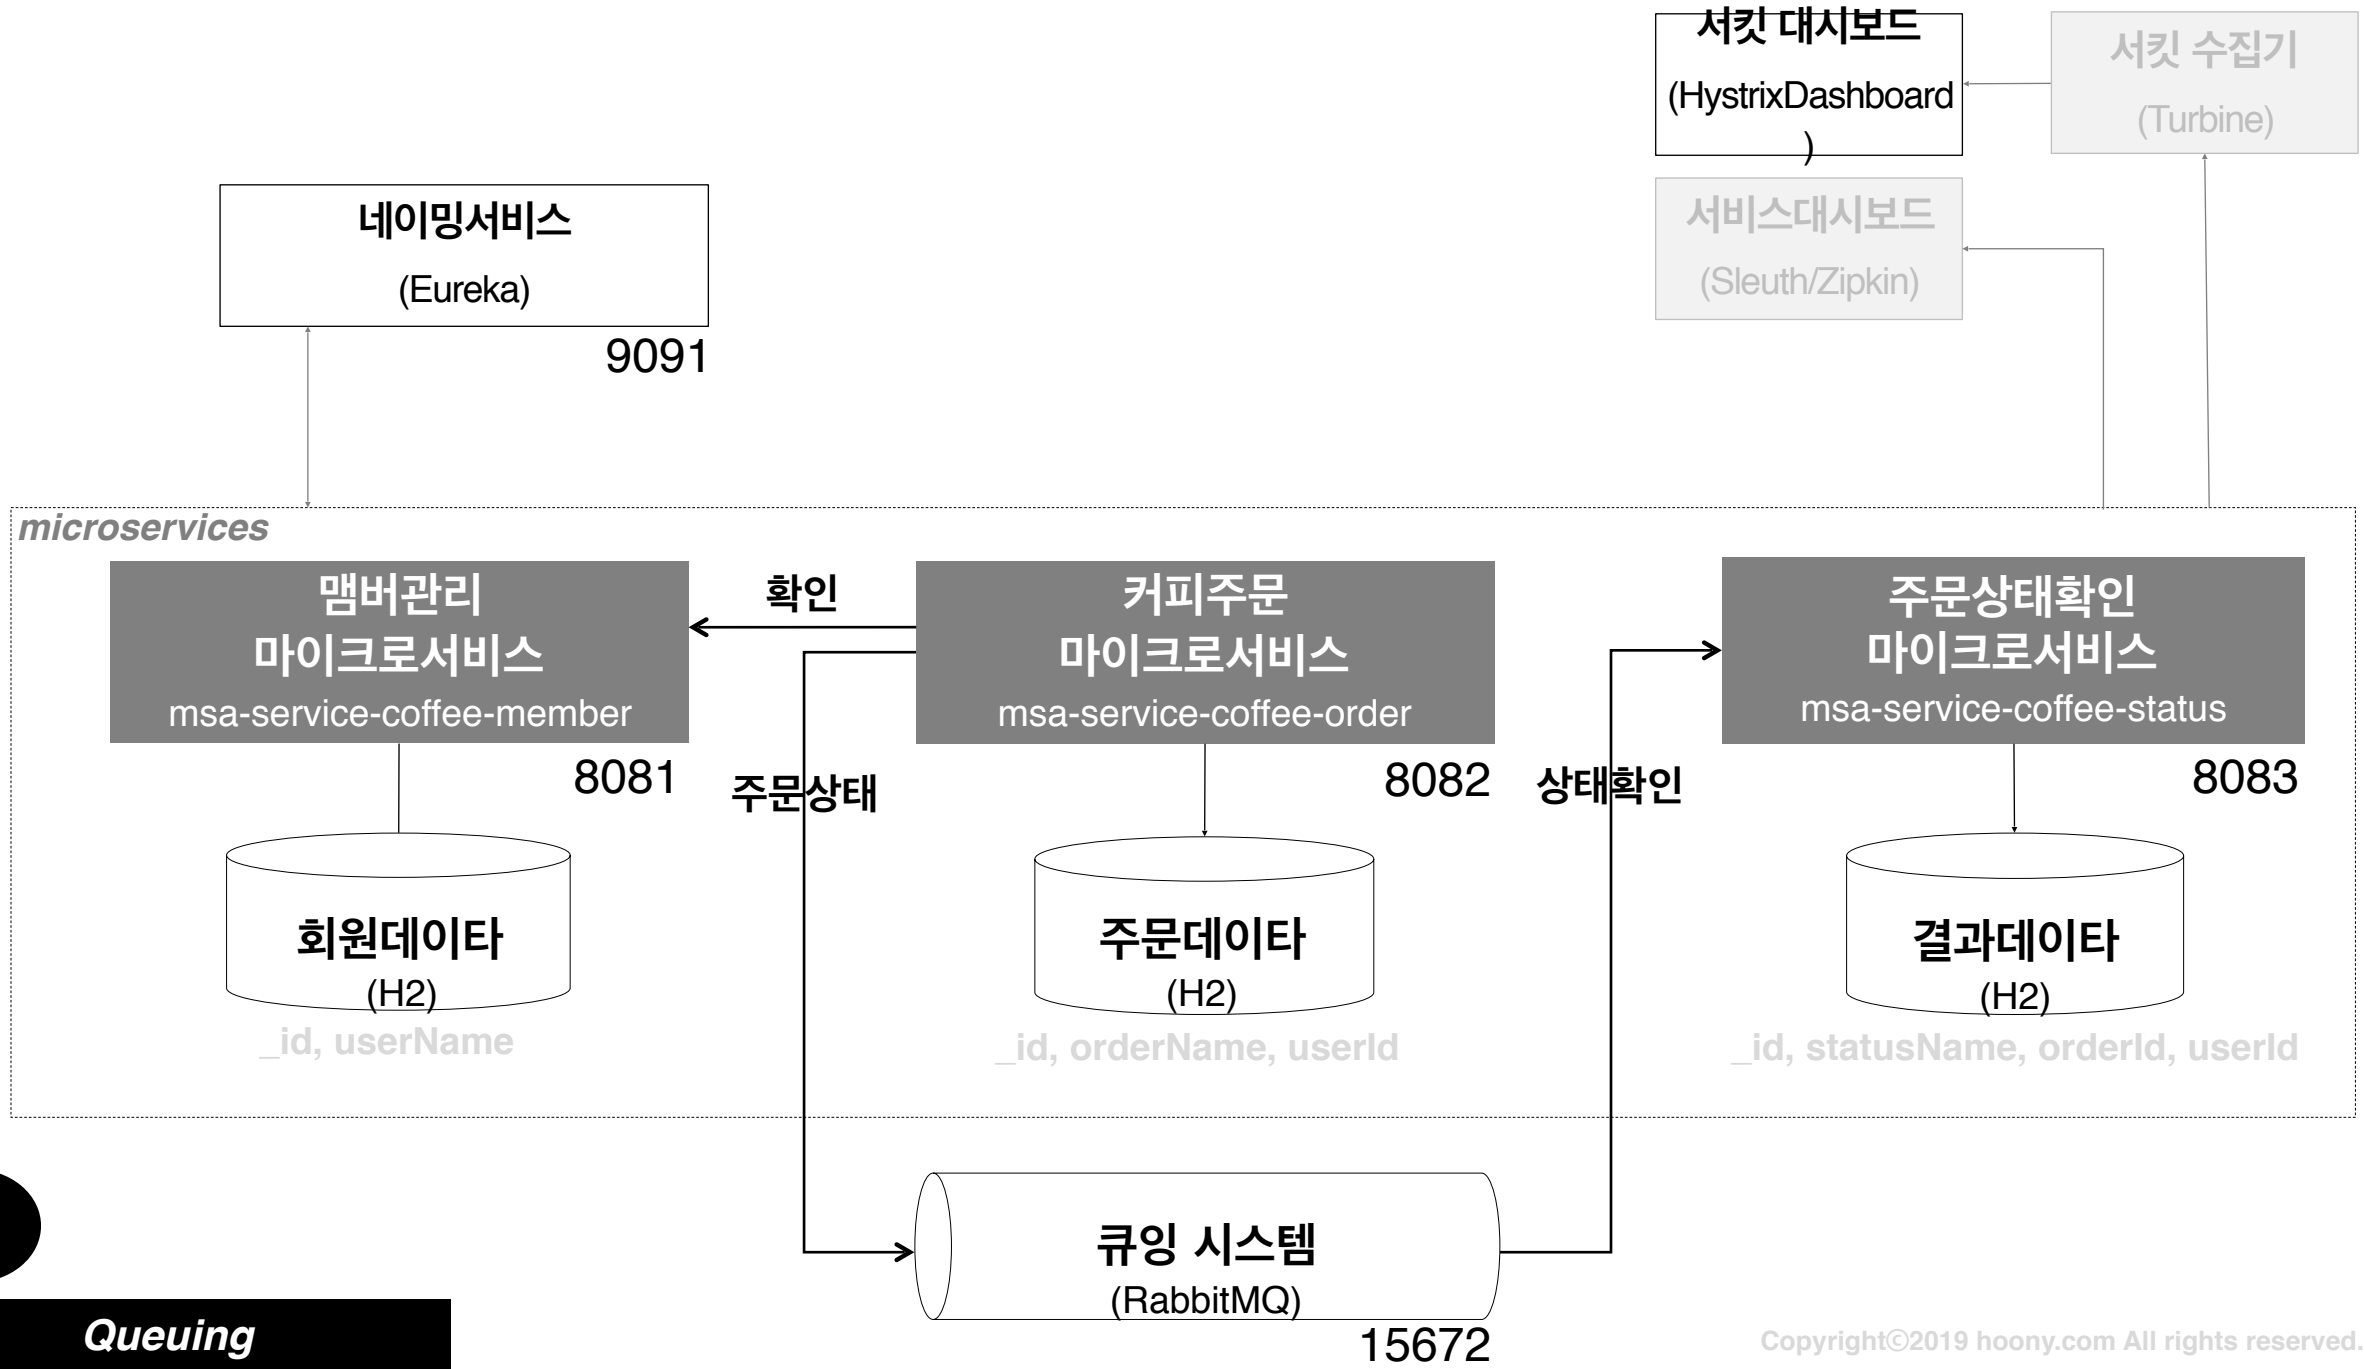 서킷 대시보드
(HystrixDashboard
)
서킷 수집기
(Turbine)
네이밍서비스
(Eureka)
9091
서비스대시보드
(Sleuth/Zipkin)
microservices
맴버관리
마이크로서비스
msa-service-coffee-member
8081
확인
커피주문
마이크로서비스
msa-service-coffee-order
8082
주문상태확인
마이크로서비스
msa-service-coffee-status
8083
주문상태
상태확인
회원데이타
(H2)
_id, userName
주문데이타
(H2)
_id, orderName, userId
결과데이타
(H2)
_id, statusName, orderId, userId
큐잉 시스템
(RabbitMQ)
15672
Queuing
Copyrightⓒ2019 hoony.com All rights reserved.